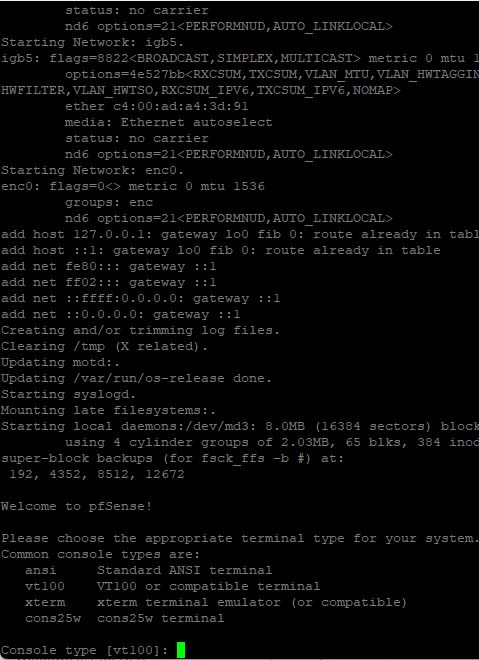 status: no carrier
nd6 options=21<PERFORMNUD,AUTO_LINKLOCAL>
Starting Network: igb5.
igb5: flags=8822<BROADCAST,SIMPLEX,MULTICAST> metric 0 mtu 1
options=4e527bb<RXCSUM,TXCSUM,VLAN_MTU,VLAN_HWTAGGIN
HWFILTER,VLAN_HWTSO,RXCSUM_IPV6,TXCSUM_IPV6,NOMAP>
ether c4:00:ad:a4:3d:91
media: Ethernet autoselect
status: no carrier
nd6 options=21<PERFORMNUD,AUTO_LINKLOCAL>
Starting Network: enc0.
enc0: flags=0<> metric 0 mtu 1536
groups: enc
nd6 options=21<PERFORMNUD,AUTO_LINKLOCAL>
add host 127.0.0.1: gateway lo0 fib 0: route already in tabl
add host ::1: gateway lo0 fib 0: route already in table
add net fe80::: gateway ::1
add net ff02::: gateway ::1
add net ::ffff:0.0.0.0: gateway ::1
add net ::0.0.0.0: gateway ::1
Creating and/or trimming log files.
Clearing /tmp (X related).
Updating motd:.
Updating /var/run/os-release done.
Starting syslogd.
Mounting late filesystems:.
Starting local daemons:/dev/md3: 8.0MB (16384 sectors) block
using 4 cylinder groups of 2.03MB, 65 blks, 384 inod
super-block backups (for fsck_ffs -b #) at:
192, 4352, 8512, 12672
Welcome to pfSense!
Please choose the appropriate terminal type for your system.
Common console types are:
ansi Standard ANSI terminal
vt100 VT100 or compatible terminal
xterm xterm terminal emulator (or compatible)
cons25w cons25w terminal
Console type [vt100]: